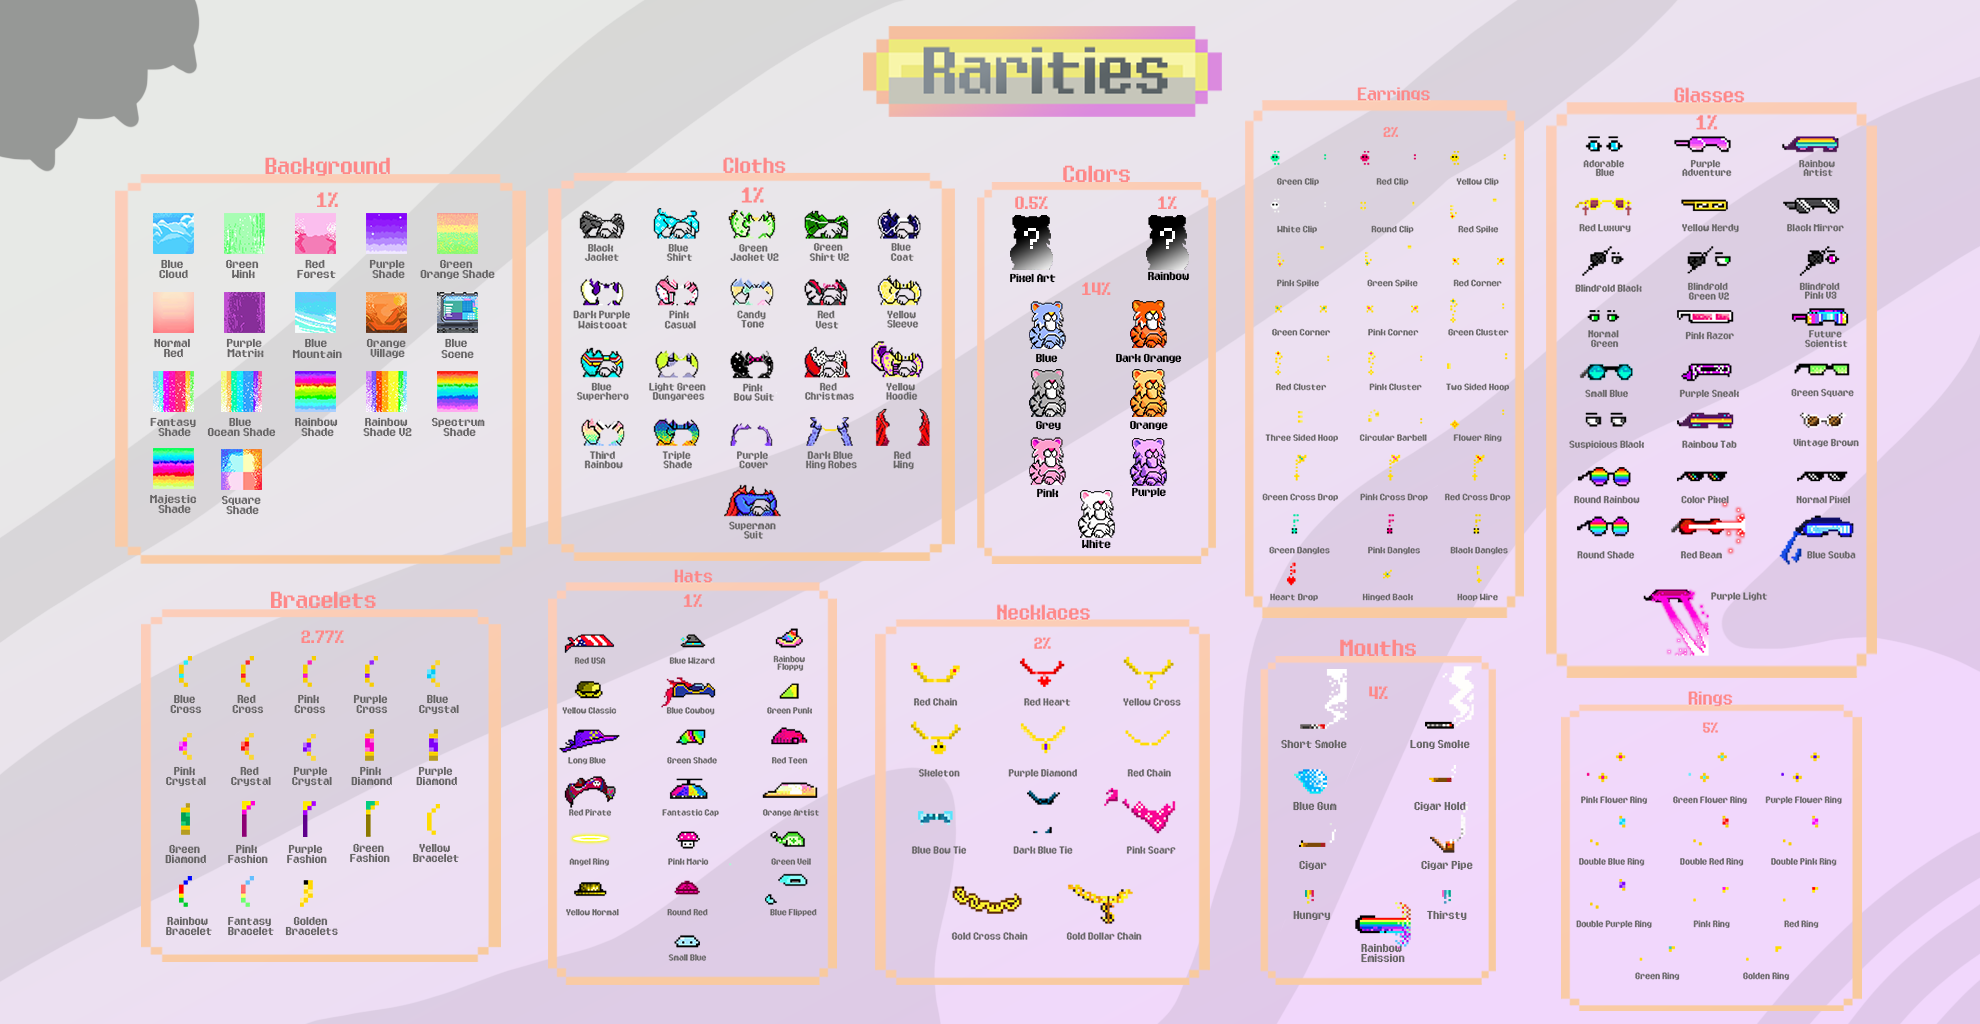 Rarities
Background
1%
Blue
Cloud
Green
Wink
Red
Forest
Purple
Shade
Green
Orange Shade
Normal
Red
Purple
Matrix
Blue
Mountain
Orange
Village
Blue
Scene
Fantasy
Shade
Blue
Ocean Shade
Rainbow
Shade
Rainbow
Shade V2
Spectrum
Shade
Majestic
Shade
Square
Shade
Cloths
1%
Black
Jacket
Blue
Shirt
Green
Jacket V2
Green
Shirt V2
Blue
Coat
Dark Purple
Waistcoat
Pink
Casual
Candy
Tone
Red
Vest
Yellow
Sleeve
Blue
Superhero
Light Green
Dungarees
Pink
Bow Suit
Red
Christmas
Yellow
Hoodie
Third
Rainbow
Triple
Shade
Purple
Cover
Dark Blue
King Robes
Red
Wing
Superman
Suit
Colors
0.5%
1%
?
?
Pixel Art
Rainbow
14%
Blue
Dark Orange
Grey
Orange
Pink
Purple
White
Earrings
2%
Green Clip
Red Clip
Yellow Clip
White Clip
Round Clip
Red Spike
Pink Spike
Green Spike
Red Corner
Green Corner
Pink Corner
Green Cluster
Red Cluster
Pink Cluster
Two Sided Hoop
Three Sided Hoop
Circular Barbell
Flower Ring
Green Cross Drop
Pink Cross Drop
Red Cross Drop
Green Dangles
Pink Dangles
Black Dangles
Heart Drop
Hinged Back
Hoop Wire
Glasses
1%
Adorable
Blue
Purple
Adventure
Rainbow
Artist
Red Luxury
Yellow Nerdy
Black Mirror
Blindfold Black
Blindfold
Green V2
Blindfold
Pink V3
Normal
Green
Pink Razor
Future
Scientist
Small Blue
Purple Sneak
Green Square
Suspicious Black
Rainbow Tab
Vintage Brown
Round Rainbow
Color Pixel
Normal Pixel
Round Shade
Red Beam
Blue Scuba
Purple Light
Bracelets
2.77%
Blue
Cross
Red
Cross
Pink
Cross
Purple
Cross
Blue
Crystal
Pink
Crystal
Red
Crystal
Purple
Crystal
Pink
Diamond
Purple
Diamond
Green
Diamond
Pink
Fashion
Purple
Fashion
Green
Fashion
Yellow
Bracelet
Rainbow
Bracelet
Fantasy
Bracelet
Golden
Bracelets
Hats
1%
Red USA
Blue Wizard
Rainbow
Floppy
Yellow Classic
Blue Cowboy
Green Punk
Long Blue
Green Shade
Red Teen
Red Pirate
Fantastic Cap
Orange Artist
Angel Ring
Pink Mario
Green Veil
Yellow Normal
Round Red
Blue Flipped
Small Blue
Necklaces
2%
Red Chain
Red Heart
Yellow Cross
Skeleton
Purple Diamond
Red Chain
Blue Bow Tie
Dark Blue Tie
Pink Scarf
Gold Cross Chain
Gold Dollar Chain
Mouths
4%
Short Smoke
Long Smoke
Blue Gum
Cigar Hold
Cigar
Cigar Pipe
Hungry
Thirsty
Rainbow
Emission
Rings
5%
Pink Flower Ring
Green Flower Ring
Purple Flower Ring
Double Blue Ring
Double Red Ring
Double Pink Ring
Double Purple Ring
Pink Ring
Red Ring
Green Ring
Golden Ring